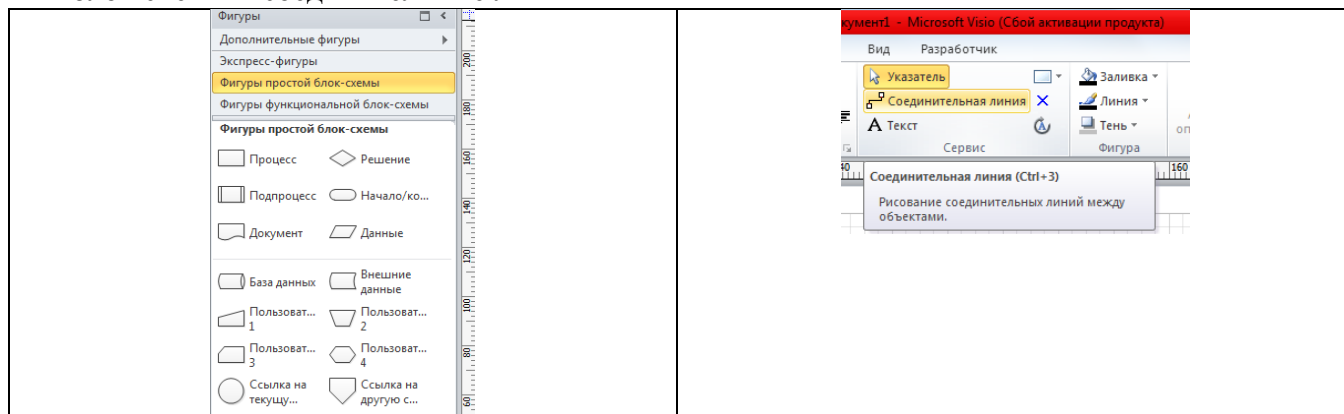 Фигуры
Дополнительные фигуры
Экспресс-фигуры
Фигуры простой блок-схемы
Фигуры функциональной блок-схемы
Фигуры простой блок-схемы
Процесс Решение
Подпроцесс Начало/ко...
Документ Данные
База данных Внешние данные
Пользоват... 1 Пользоват... 2
Пользоват... 3 Пользоват... 4
Ссылка на текущу... Ссылка на другую с...
200
180
160
140
120
100
80
60
кумент1 - Microsoft Visio (Сбой активации продукта)
Вид Разработчик
Указатель Заливка
Соединительная линия Линия
A Текст Тень
Сервис Фигура
160
Соединительная линия (Ctrl+3)
Рисование соединительных линий между
объектами.